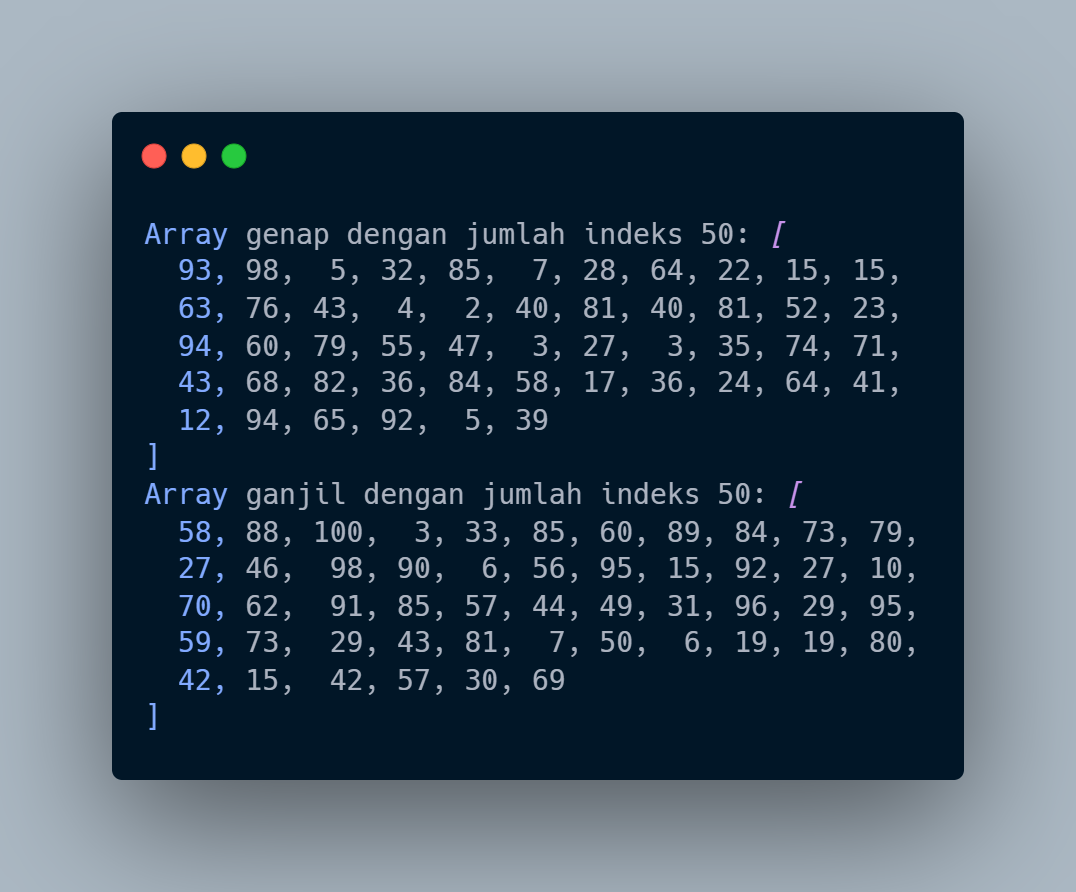 Array genap dengan jumlah indeks 50: [
  93, 98,  5, 32, 85,  7, 28, 64, 22, 15, 15,
  63, 76, 43,  4,  2, 40, 81, 40, 81, 52, 23,
  94, 60, 79, 55, 47,  3, 27,  3, 35, 74, 71,
  43, 68, 82, 36, 84, 58, 17, 36, 24, 64, 41,
  12, 94, 65, 92,  5, 39
]
Array ganjil dengan jumlah indeks 50: [
  58, 88, 100,  3, 33, 85, 60, 89, 84, 73, 79,
  27, 46,  98, 90,  6, 56, 95, 15, 92, 27, 10,
  70, 62,  91, 85, 57, 44, 49, 31, 96, 29, 95,
  59, 73,  29, 43, 81,  7, 50,  6, 19, 19, 80,
  42, 15,  42, 57, 30, 69
]